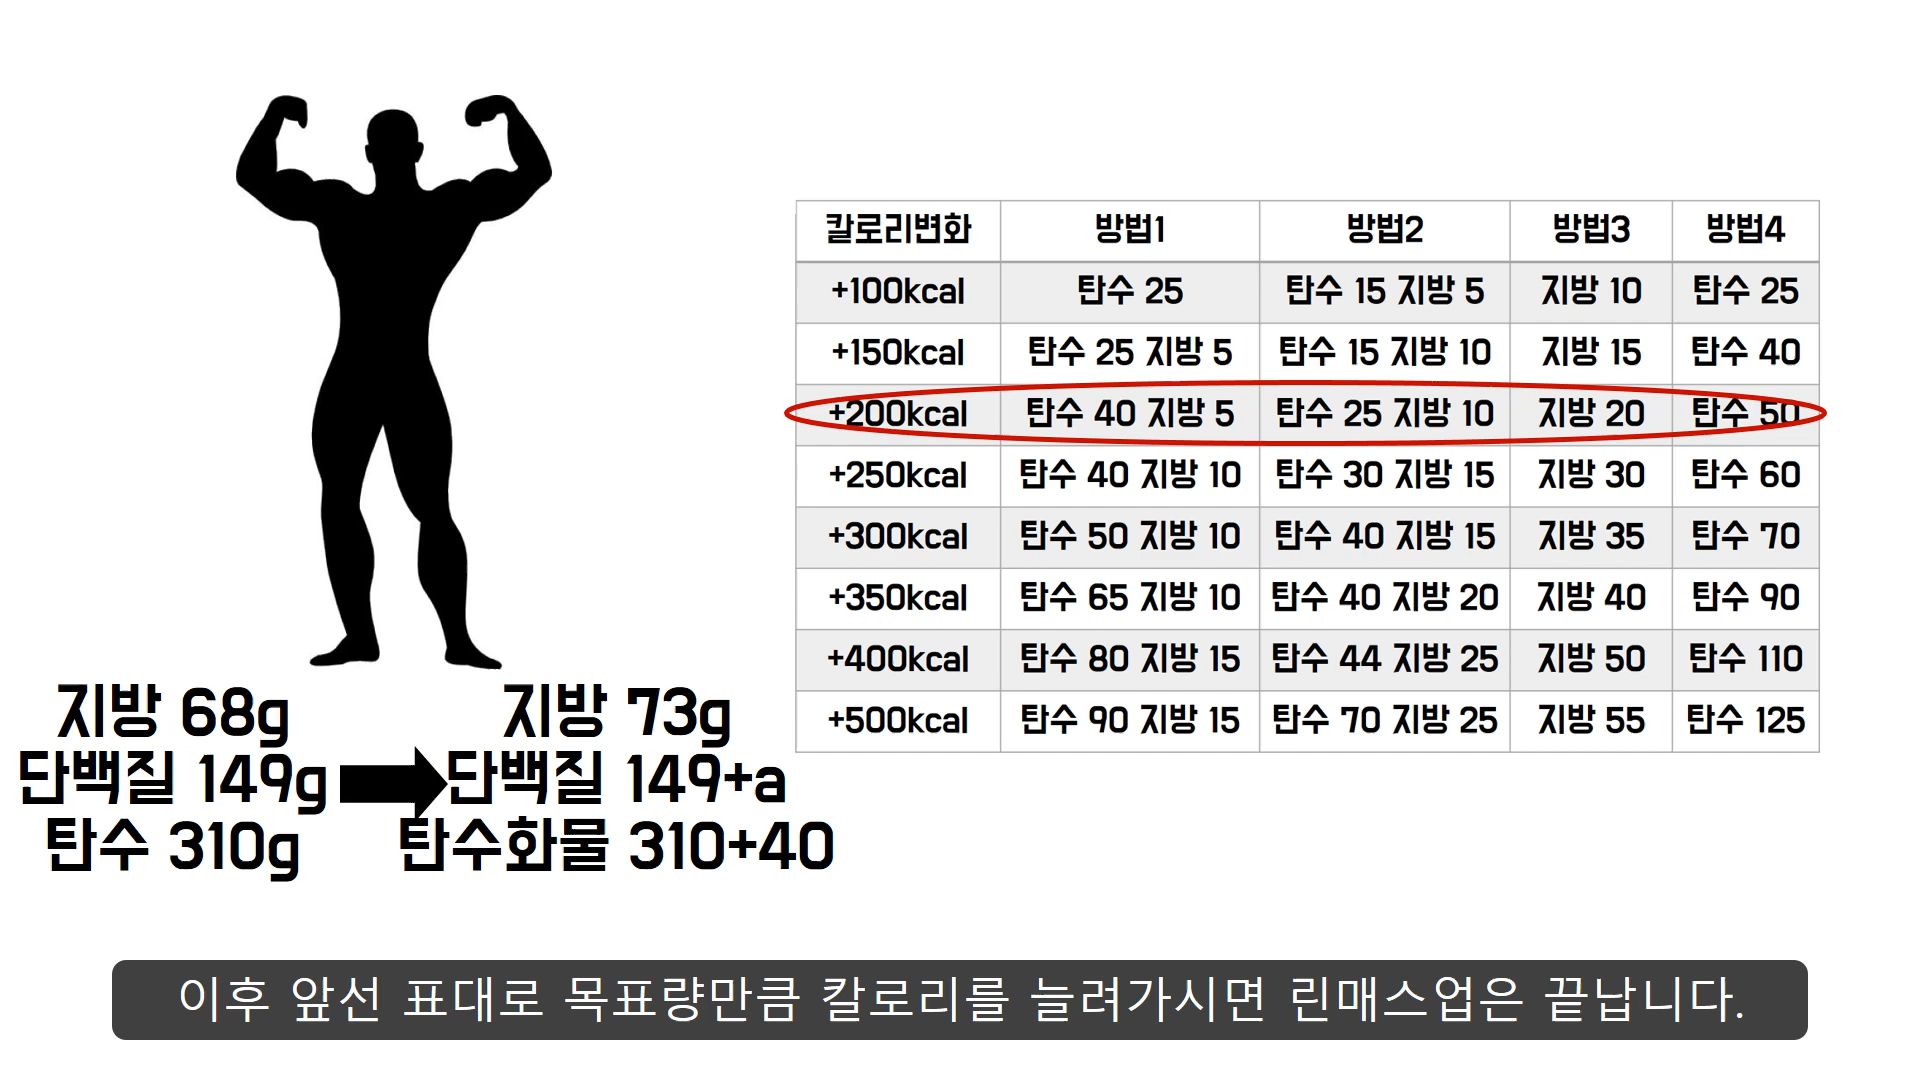 칼로리변화 방법1 방법2 방법3 방법4
+100kcal 탄수 25 탄수 15 지방 5 지방 10 탄수 25
+150kcal 탄수 25 지방 5 탄수 15 지방 10 지방 15 탄수 40
+200kcal 탄수 40 지방 5 탄수 25 지방 10 지방 20 탄수 50
+250kcal 탄수 40 지방 10 탄수 30 지방 15 지방 30 탄수 60
+300kcal 탄수 50 지방 10 탄수 40 지방 15 지방 35 탄수 70
+350kcal 탄수 65 지방 10 탄수 40 지방 20 지방 40 탄수 90
+400kcal 탄수 80 지방 15 탄수 44 지방 25 지방 50 탄수 110
+500kcal 탄수 90 지방 15 탄수 70 지방 25 지방 55 탄수 125
지방 68g
단백질 149g
탄수 310g
지방 73g
단백질 149+a
탄수화물 310+40
이후 앞선 표대로 목표량만큼 칼로리를 늘려가시면 린매스업은 끝납니다.